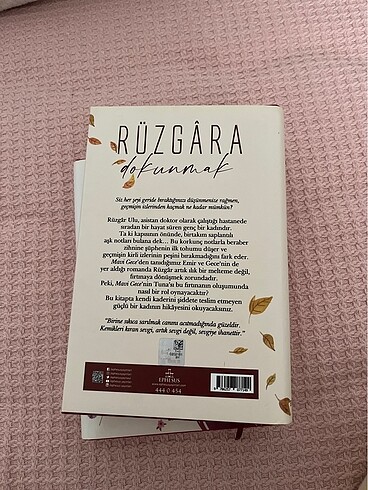 RÜZGÂRA
dokunmak
Siz her şeyi geride bıraktığınızı düşünmenize rağmen,
geçmişin izlerinden kaçmak ne kadar mümkün?
Rüzgâr Ulu, asistan doktor olarak çalıştığı hastanede
sıradan bir hayat süren genç bir kadındır.
Ta ki kapısının önünde, birtakım saplantılı
aşk notları bulana dek... Bu korkunç notlarla beraber
zihnine şüphenin ilk tohumu düşer ve
geçmişin kirli izlerinin peşini bırakmadığını fark eder.
Mavi Gece'den tanıdığımız Emir ve Gece'nin de
yer aldığı romanda Rüzgâr artık ılık bir meltem değil,
fırtınaya dönüşmek zorundadır.
Peki, Mavi Gece'nin Tuna'sı bu fırtınanın oluşumunda
nasıl bir rol oynayacaktır?
Bu kitapta kendi kaderini şiddete teslim etmeyen
güçlü bir kadının hikâyesini okuyacaksınız.
"Birine sıkıca sarılmak canını acıtmadığında güzeldir.
Kemikleri kıran sevgi, artık sevgi değil, sevgiye ihanettir."
EPHESUS
444 0 434